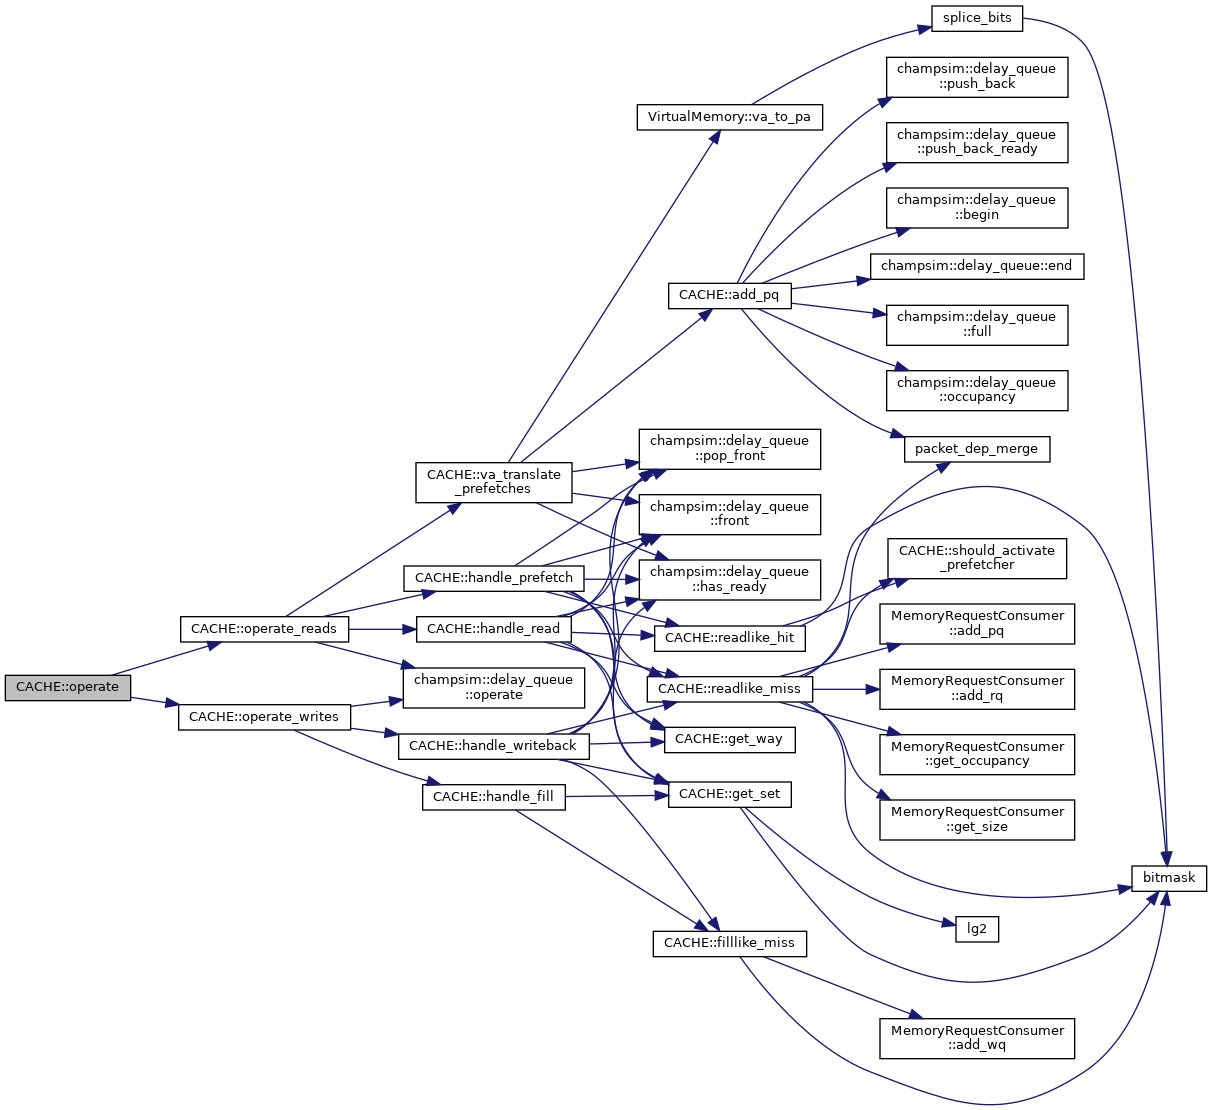 splice_bits
champsim::delay_queue
::push_back
VirtualMemory::va_to_pa
champsim::delay_queue
::push_back_ready
champsim::delay_queue
::begin
champsim::delay_queue::end
CACHE::add_pq
champsim::delay_queue
::full
champsim::delay_queue
::occupancy
packet_dep_merge
champsim::delay_queue
::pop_front
CACHE::va_translate
_prefetches
champsim::delay_queue
::front
CACHE::should_activate
_prefetcher
champsim::delay_queue
::has_ready
CACHE::handle_prefetch
MemoryRequestConsumer
::add_pq
CACHE::operate_reads
CACHE::handle_read
CACHE::readlike_hit
CACHE::operate
champsim::delay_queue
::operate
CACHE::readlike_miss
MemoryRequestConsumer
::add_rq
CACHE::operate_writes
CACHE::handle_writeback
CACHE::get_way
MemoryRequestConsumer
::get_occupancy
CACHE::handle_fill
CACHE::get_set
MemoryRequestConsumer
::get_size
bitmask
lg2
CACHE::filllike_miss
MemoryRequestConsumer
::add_wq